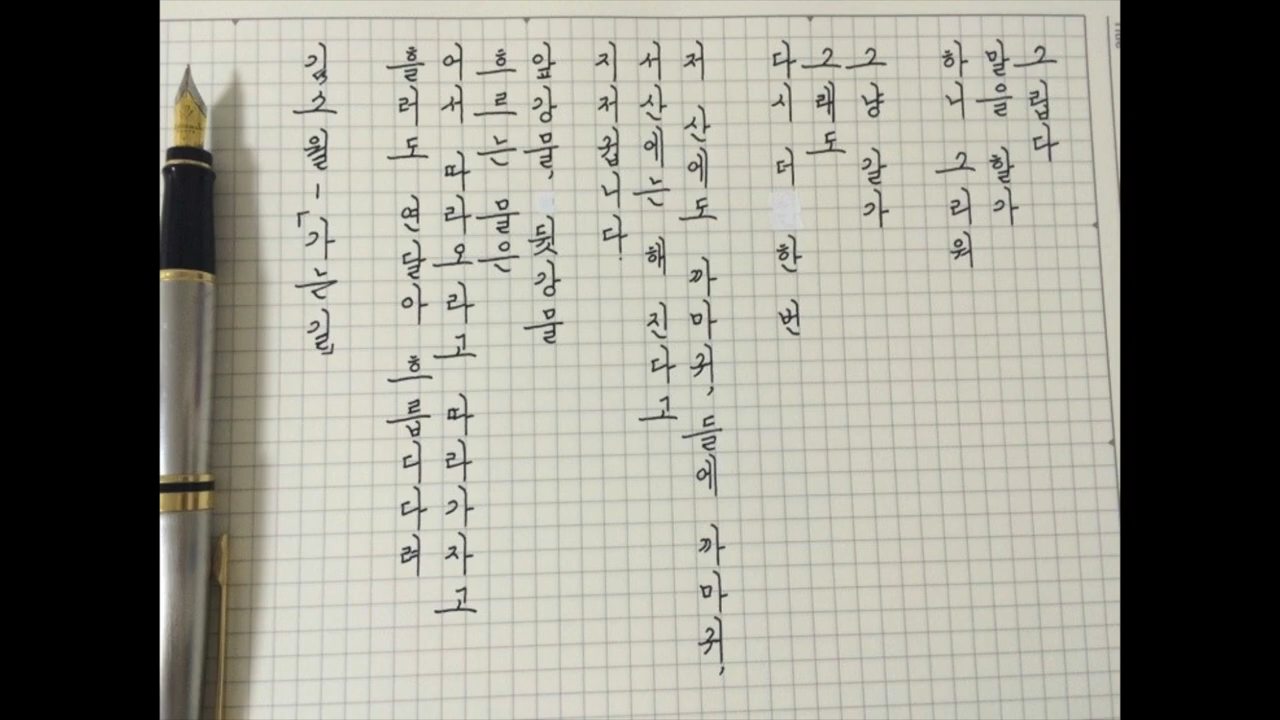 그립다
말을 할가
하니 그리워
그냥 갈가
그래도
다시 더 한 번
저 산에도 까마귀, 들에 까마귀,
서산에는 해 진다고
지저귑니다.
앞강물, 뒷강물
흐르는 물은
어서 따라오라고 따라가자고
흘러도 연달아 흐릅디다려
김소월 - 「가는길」